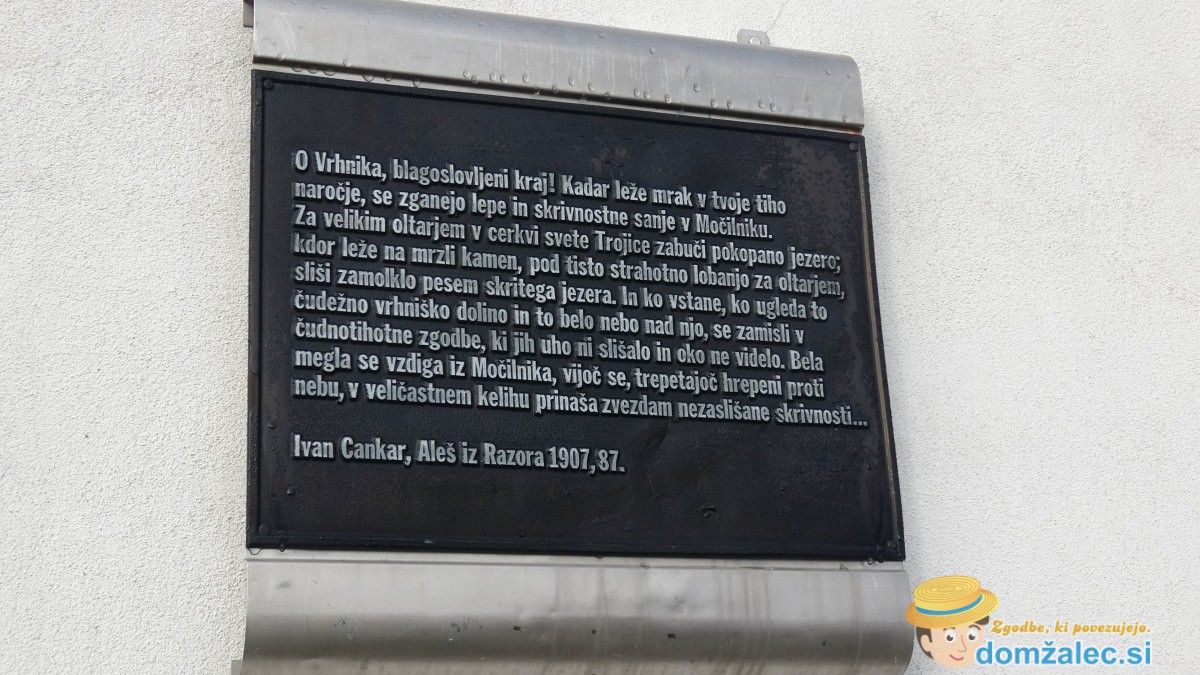 O Vrhnika, blagoslovljeni kraj! Kadar leže mrak v tvoje tiho
naročje, se zganejo lepe in skrivnostne sanje v Močilniku.
Za velikim oltarjem v cerkvi svete Trojice zabuči pokopano jezero;
kdor leže na mrzli kamen, pod tisto strahotno lobanjo za oltarjem,
sliši zamolklo pesem skritega jezera. In ko vstane, ko ugleda to
čudežno vrhniško dolino in to belo nebo nad njo, se zamisli v
čudnotihotne zgodbe, ki jih uho ni slišalo in oko ne videlo. Bela
megla se vzdiga iz Močilnika, vijoč se, trepetajoč hrepeni proti
nebu, v veličastnem kelihu prinaša zvezdam nezaslišane skrivnosti...
Ivan Cankar, Aleš iz Razora 1907, 87.
Zgodbe, ki povezujejo.
domžalec.si